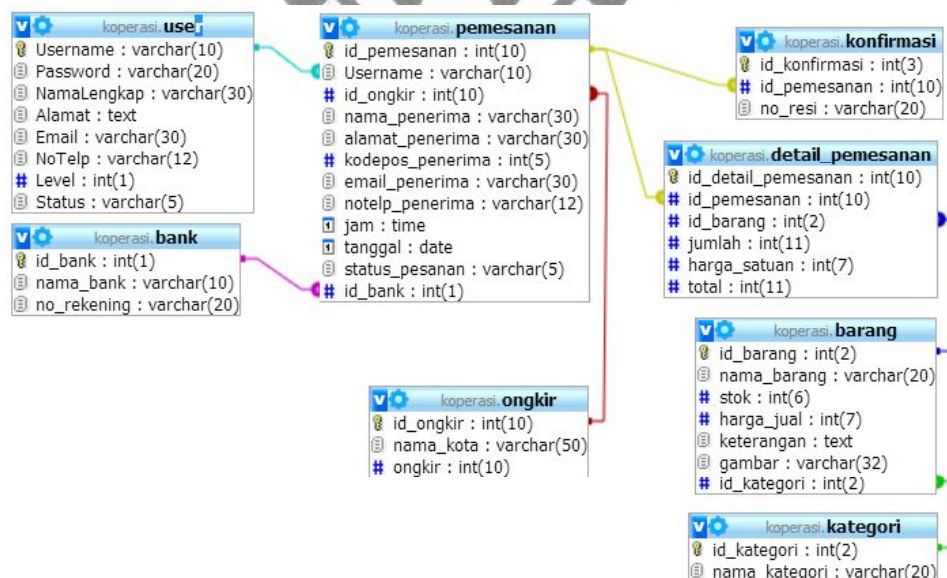 koperasi.user
Username : varchar(10)
Password : varchar(20)
NamaLengkap : varchar(30)
Alamat : text
Email : varchar(30)
NoTelp : varchar(12)
# Level : int(1)
Status : varchar(5)
koperasi.bank
id_bank : int(1)
nama_bank : varchar(10)
no_rekening : varchar(20)
koperasi.pemesanan
id_pemesanan : int(10)
Username : varchar(10)
# id_ongkir : int(10)
nama_penerima : varchar(30)
alamat_penerima : varchar(30)
# kodepos_penerima : int(5)
email_penerima : varchar(30)
notelp_penerima : varchar(12)
jam : time
tanggal : date
status_pesanan : varchar(5)
# id_bank : int(1)
koperasi.ongkir
id_ongkir : int(10)
nama_kota : varchar(50)
# ongkir : int(10)
koperasi.konfirmasi
id_konfirmasi : int(3)
# id_pemesanan : int(10)
no_resi : varchar(20)
koperasi.detail_pemesanan
id_detail_pemesanan : int(10)
# id_pemesanan : int(10)
# id_barang : int(2)
# jumlah : int(11)
# harga_satuan : int(7)
# total : int(11)
koperasi.barang
id_barang : int(2)
nama_barang : varchar(20)
# stok : int(6)
# harga_jual : int(7)
keterangan : text
gambar : varchar(32)
# id_kategori : int(2)
koperasi.kategori
id_kategori : int(2)
nama_kategori : varchar(20)